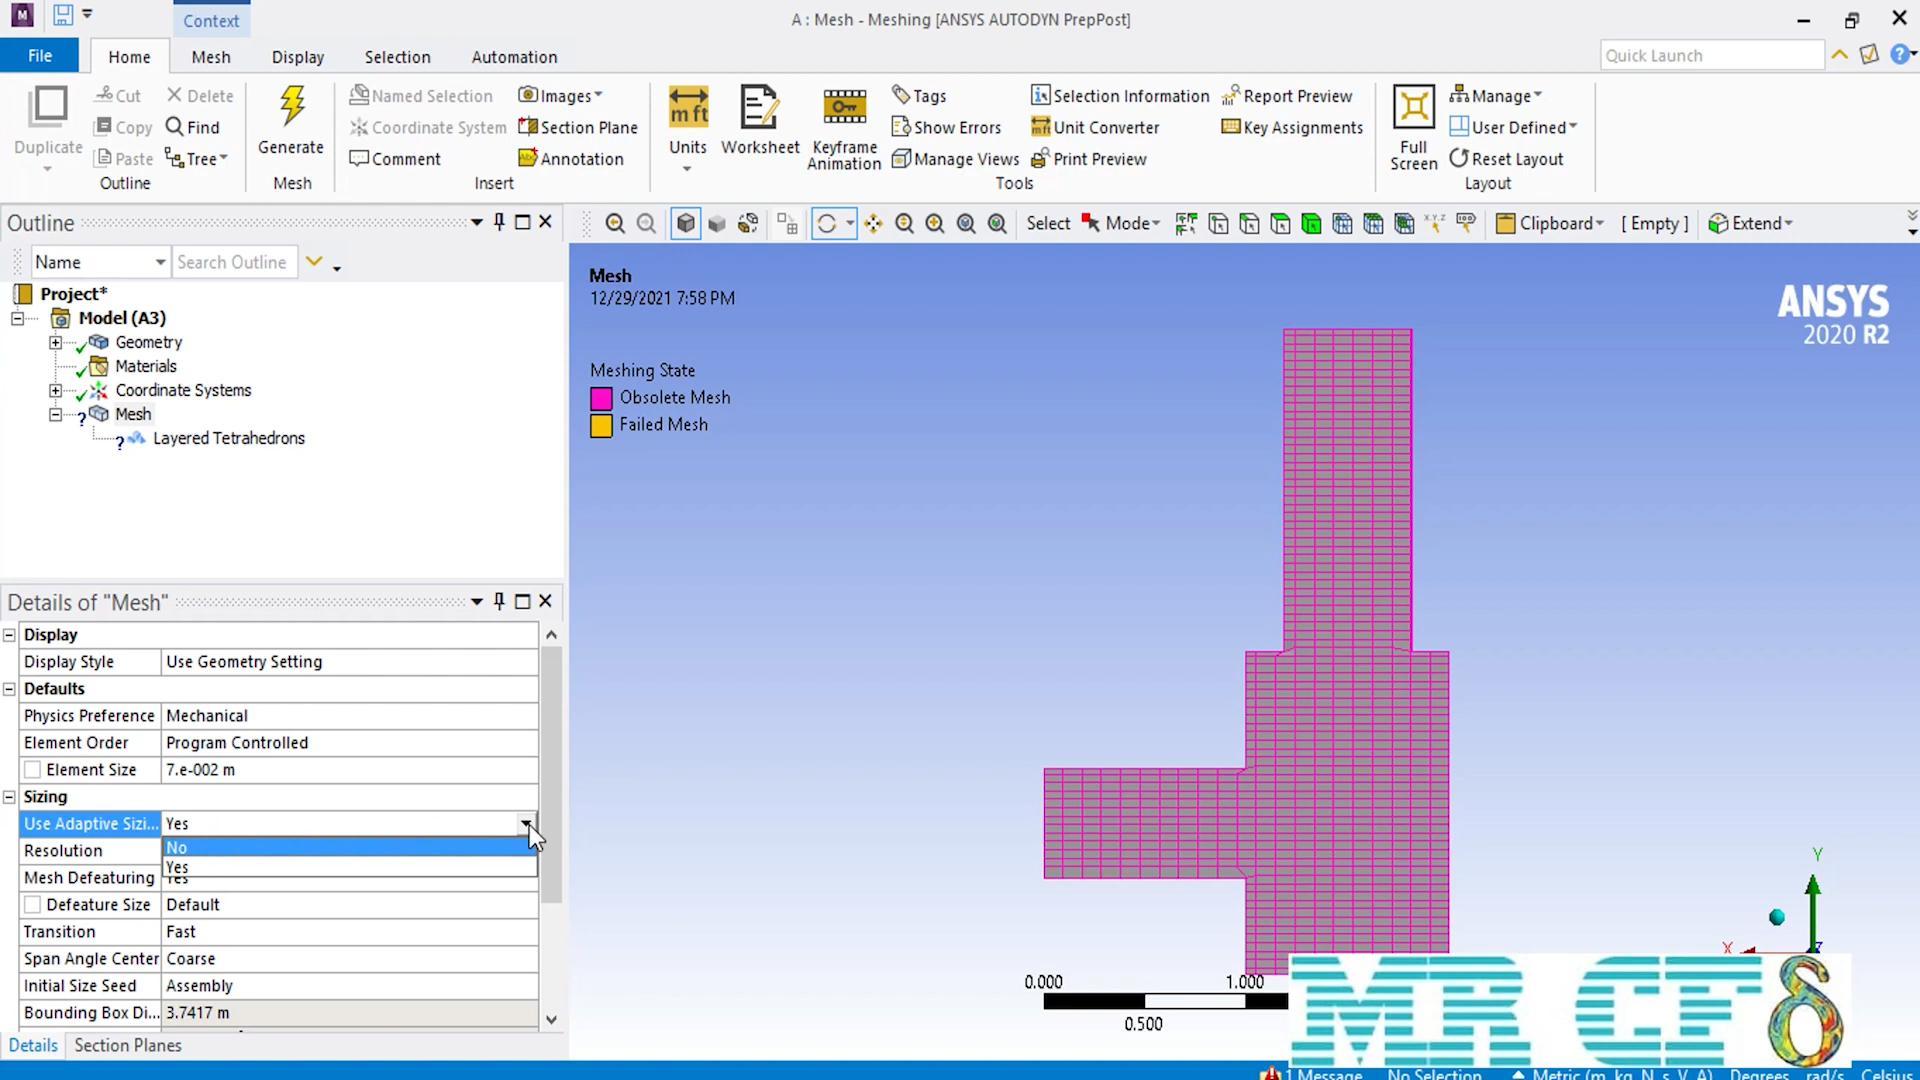 Context
A : Mesh - Meshing [ANSYS AUTODYN PrepPost]
File
Home
Mesh
Display
Selection
Automation
Quick Launch
Duplicate
Cut
Copy
Paste
Delete
Find
Tree
Outline
Generate
Mesh
Named Selection
Coordinate System
Comment
Images
Section Plane
Annotation
Insert
Units
Worksheet
Keyframe
Animation
Tags
Show Errors
Manage Views
Selection Information
Unit Converter
Print Preview
Report Preview
Key Assignments
Tools
Full
Screen
Manage
User Defined
Reset Layout
Layout
Outline
Select
Mode
Clipboard
[ Empty ]
Extend
Name
Search Outline
Project*
Model (A3)
Geometry
Materials
Coordinate Systems
Mesh
Layered Tetrahedrons
Details of "Mesh"
Display
Display Style Use Geometry Setting
Defaults
Physics Preference Mechanical
Element Order Program Controlled
Element Size 7.e-002 m
Sizing
Use Adaptive Sizi... Yes
No
Resolution
Yes
Mesh Defeaturing Yes
Defeature Size Default
Transition Fast
Span Angle Center Coarse
Initial Size Seed Assembly
Bounding Box Di... 3.7417 m
Details
Section Planes
Mesh
12/29/2021 7:58 PM
Meshing State
Obsolete Mesh
Failed Mesh
ANSYS
2020 R2
Y
X
Z
0.000
1.000
0.500
MR CF
1 Message
No Selection
Metric (m, kg, N, s, V, A)
Degrees
rad/s
Celsius